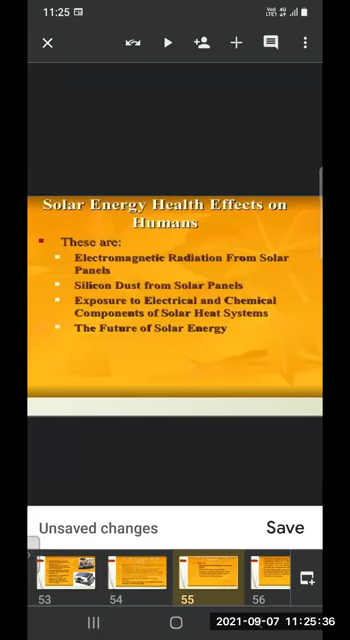 11:25
Vo) 4G
LTE1
Solar Energy Health Effects on
Humans
These are:
Electromagnetic Radiation From Solar
Panels
Silicon Dust from Solar Panels
Exposure to Electrical and Chemical
Components of Solar Heat Systems
The Future of Solar Energy
Unsaved changes
Save
53
54
55
56
2021-09-07 11:25:36